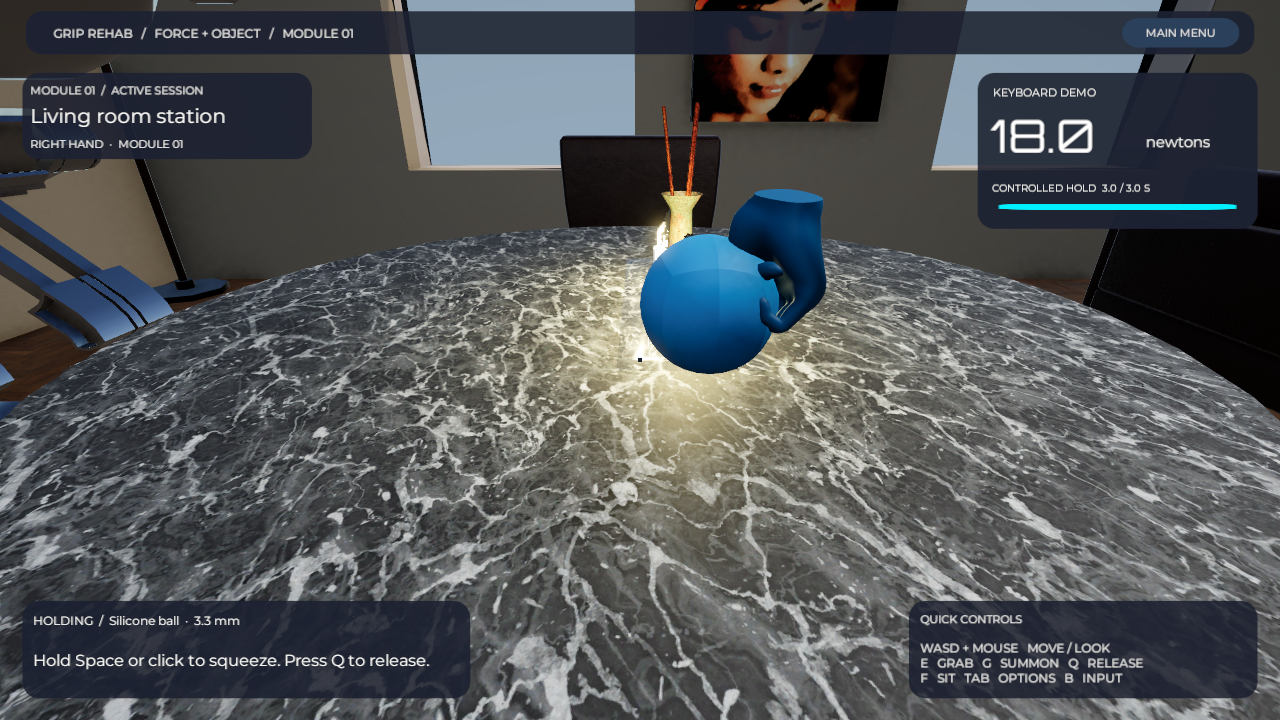 GRIP REHAB / FORCE + OBJECT / MODULE 01
MAIN MENU
MODULE 01 / ACTIVE SESSION
Living room station
RIGHT HAND · MODULE 01
KEYBOARD DEMO
18.0 newtons
CONTROLLED HOLD 3.0 / 3.0 S
HOLDING / Silicone ball · 3.3 mm
Hold Space or click to squeeze. Press Q to release.
QUICK CONTROLS
WASD + MOUSE MOVE / LOOK
E GRAB G SUMMON Q RELEASE
F SIT TAB OPTIONS B INPUT